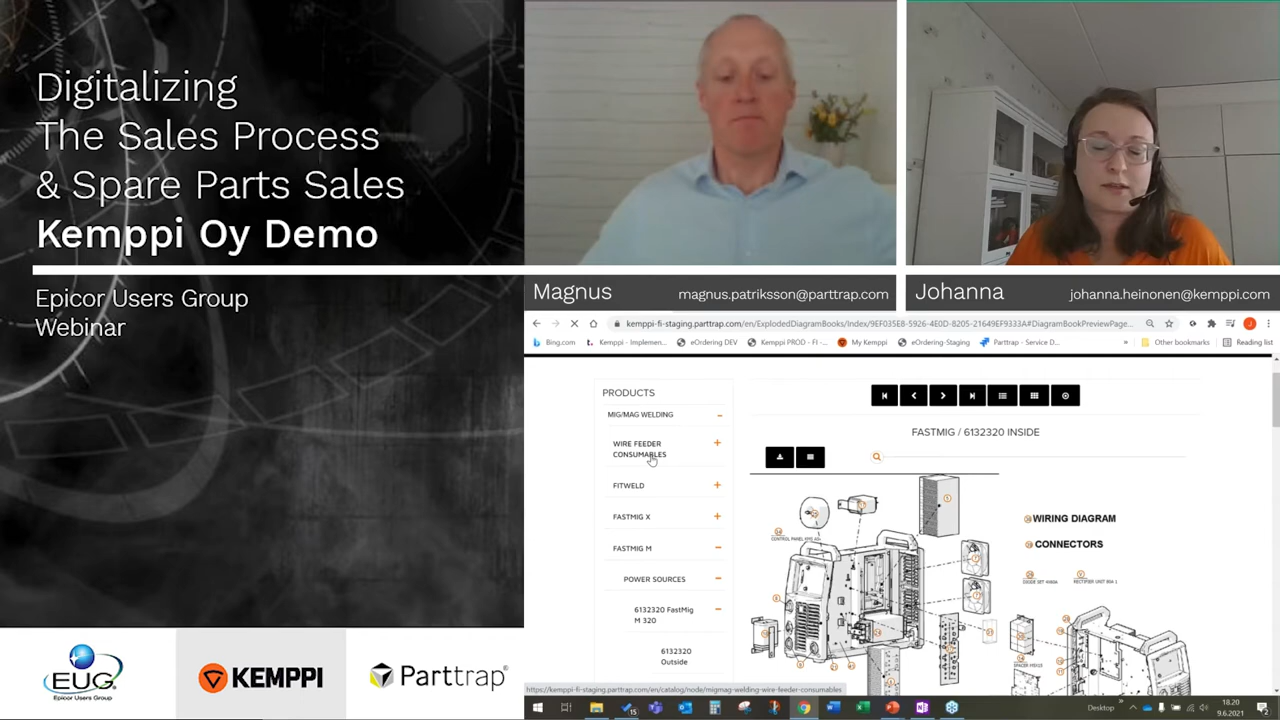 Digitalizing
The Sales Process
& Spare Parts Sales
Kemppi Oy Demo
Epicor Users Group
Webinar
EUG
Epicor Users Group
KEMPPI
Parttrap
Magnus
magnus.patriksson@parttrap.com
Johanna
johanna.heinonen@kemppi.com
kemppi-fi-staging.parttrap.com/en/ExplodedDiagramBooks/Index/9EF035E8-5926-4E0D-8205-21649EF9333A#DiagramBookPreviewPage...
Bing.com
Kemppi - Implemen...
eOrdering DEV
Kemppi PROD - FI -...
My Kemppi
eOrdering-Staging
Parttrap - Service D...
Other bookmarks
Reading list
PRODUCTS
MIG/MAG WELDING
WIRE FEEDER
CONSUMABLES
FITWELD
FASTMIG X
FASTMIG M
POWER SOURCES
6132320 FastMig
M 320
6132320
Outside
FASTMIG / 6132320 INSIDE
WIRING DIAGRAM
CONNECTORS
https://kemppi-fi-staging.parttrap.com/en/catalog/node/migmag-welding-wire-feeder-consumables
Desktop
18.20
9.6.2021